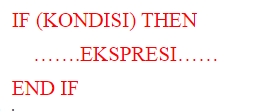 IF (KONDISI) THEN
…….EKSPRESI……
END IF